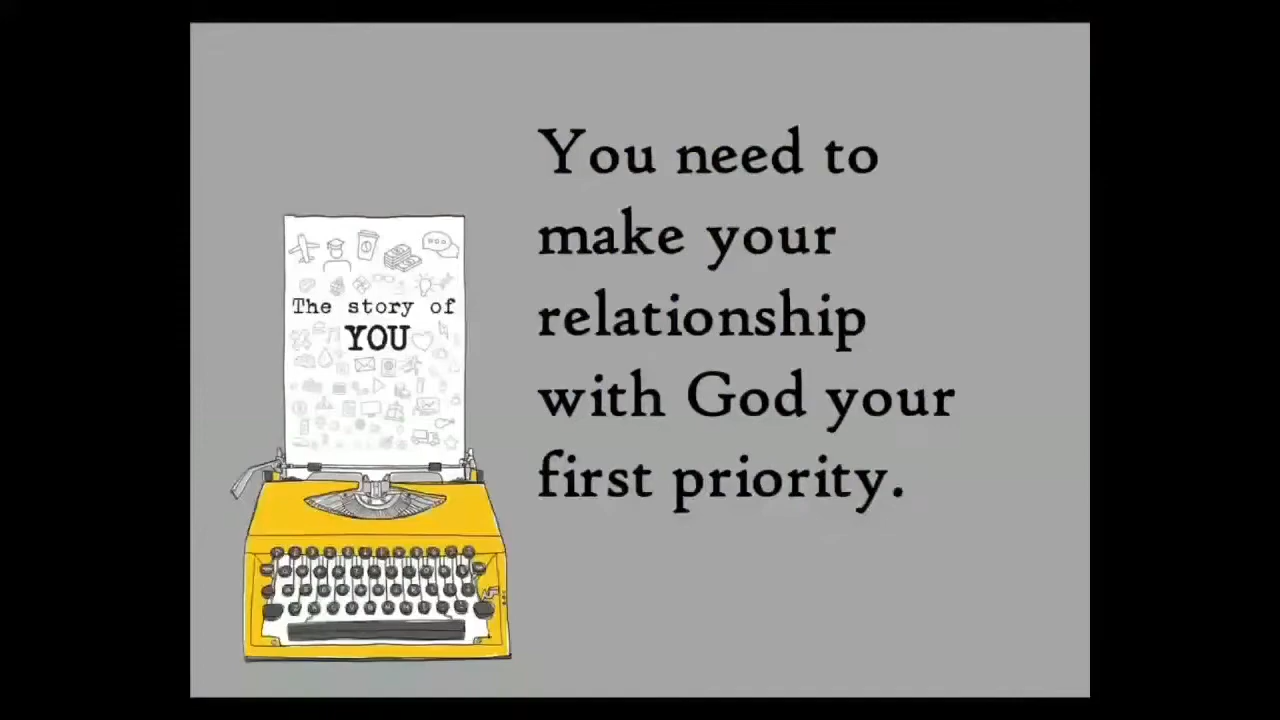 You need to
make your
relationship
with God your
first priority.
The story of
YOU